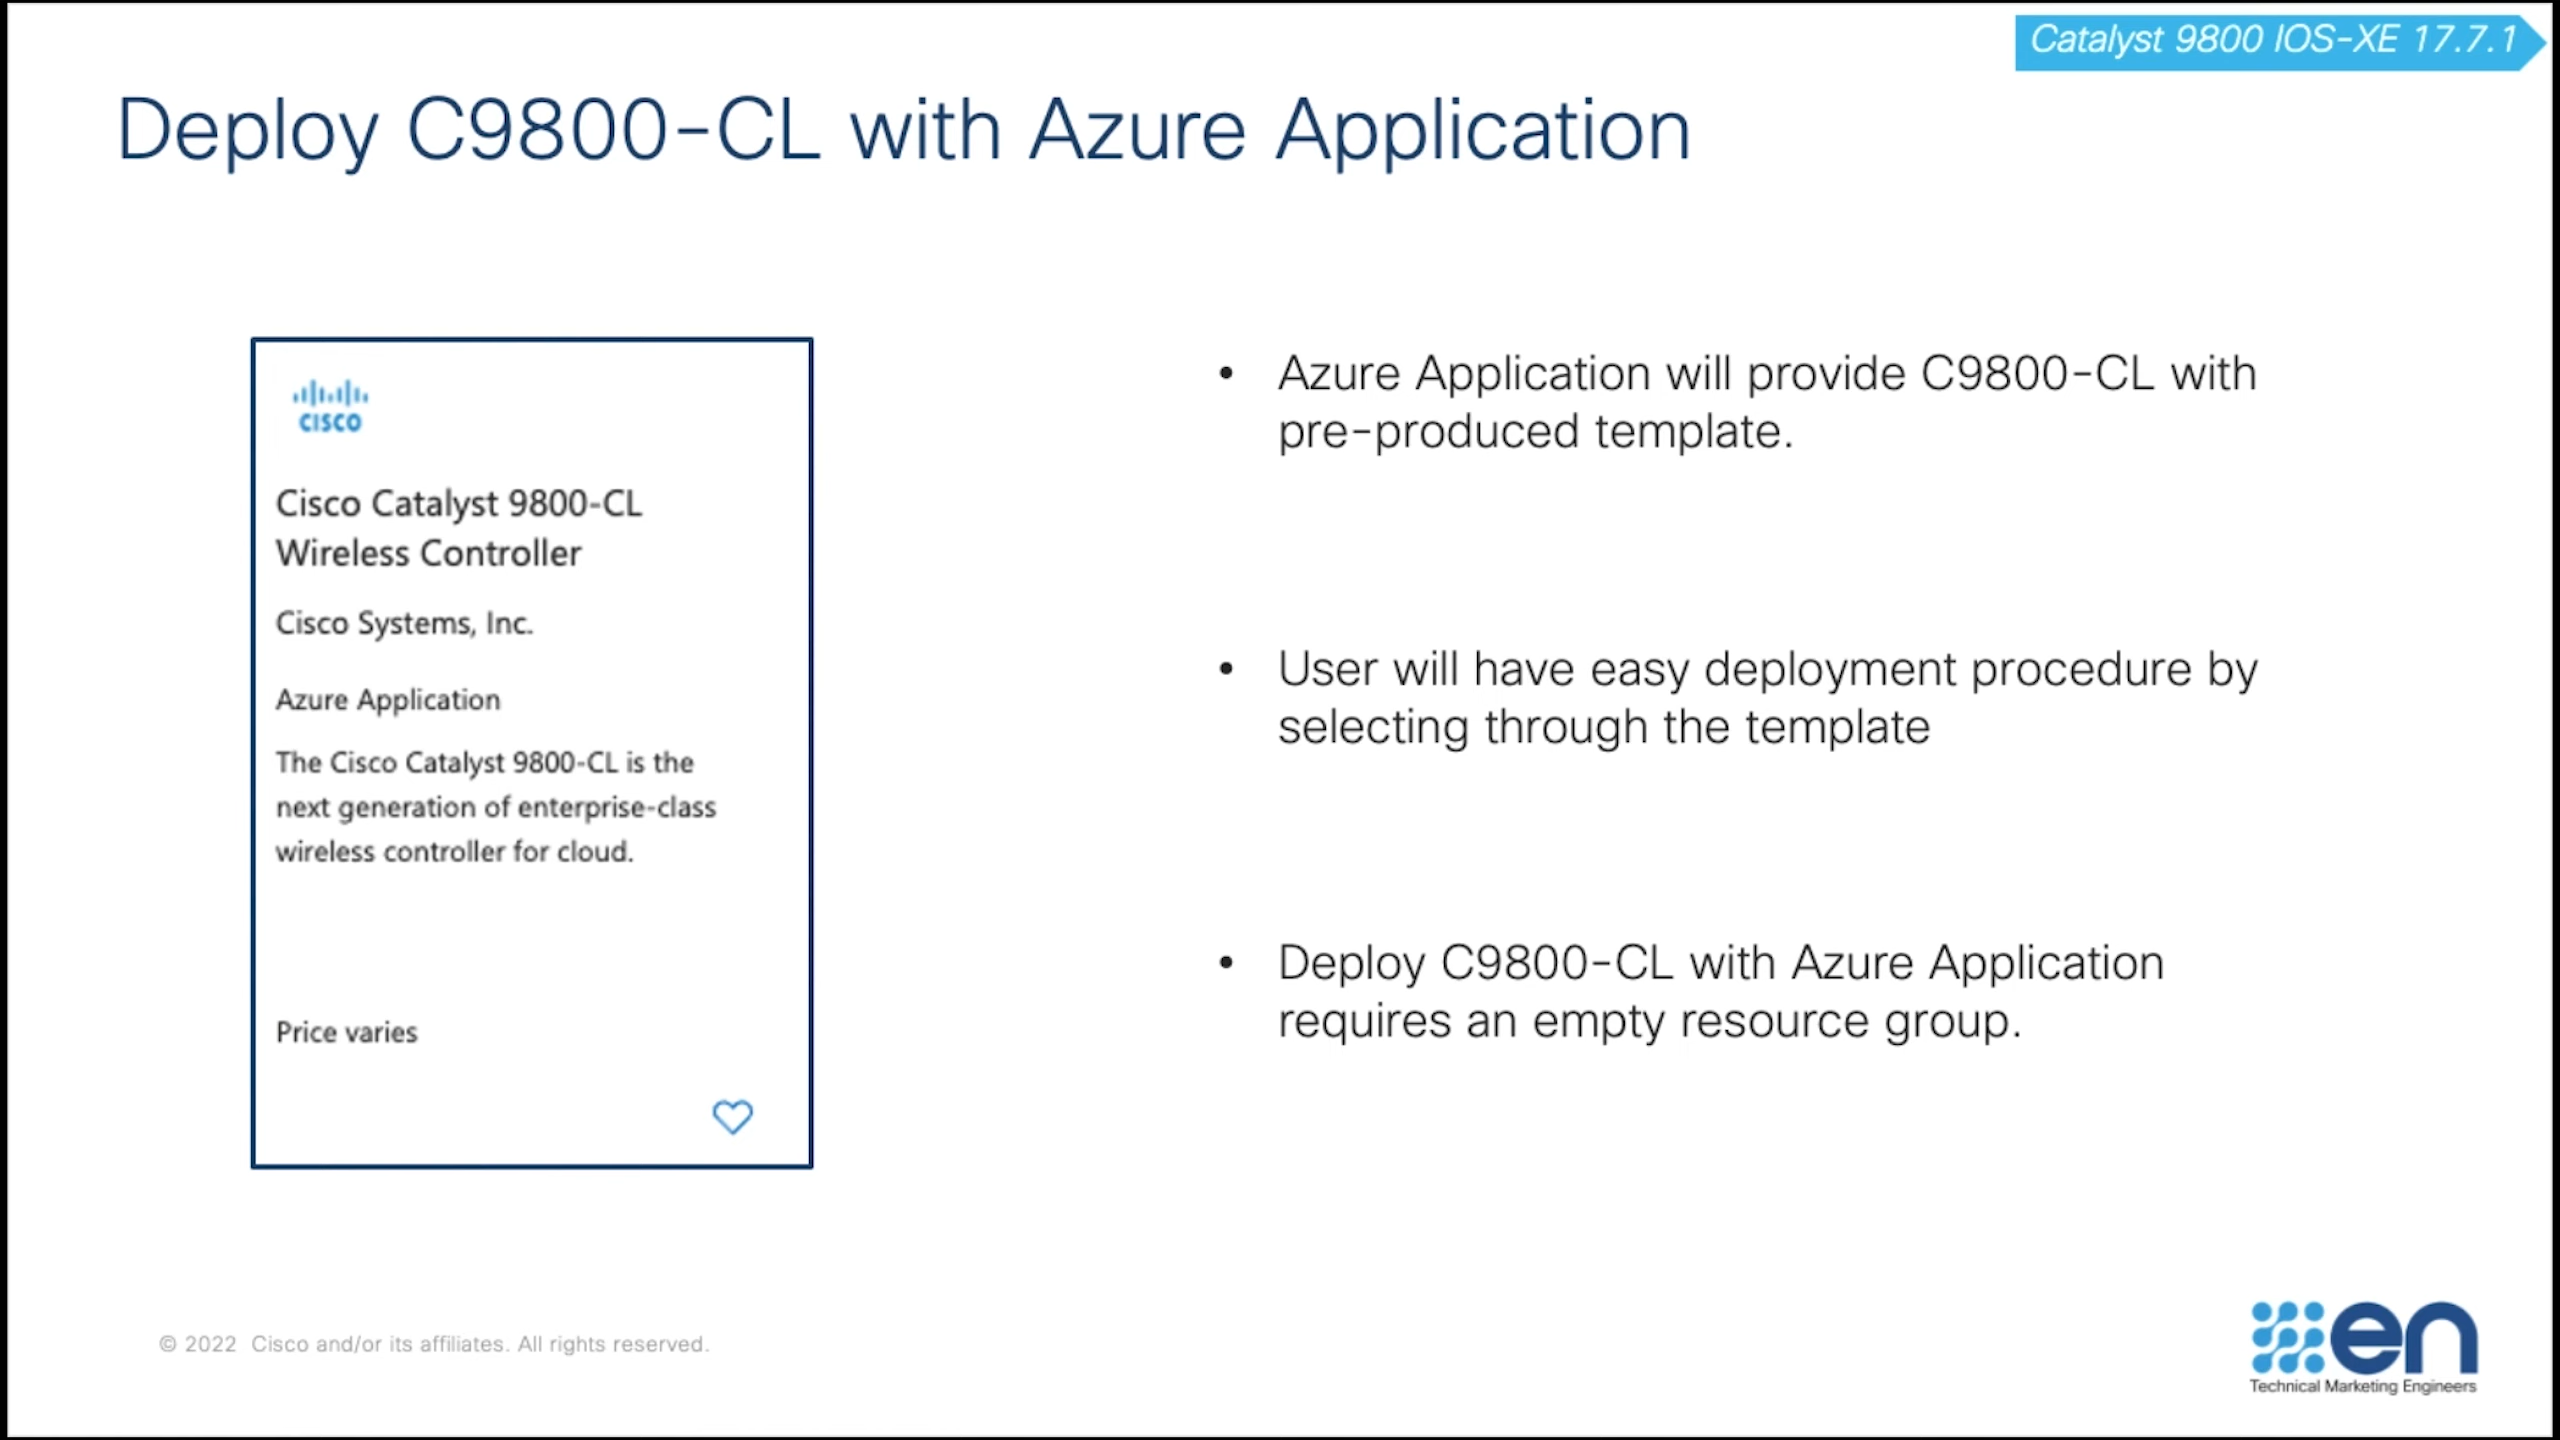 Catalyst 9800 IOS-XE 17.7.1
Deploy C9800-CL with Azure Application
CISCO
Cisco Catalyst 9800-CL
Wireless Controller
Cisco Systems, Inc.
Azure Application
The Cisco Catalyst 9800-CL is the
next generation of enterprise-class
wireless controller for cloud.
Price varies
• Azure Application will provide C9800-CL with
pre-produced template.
• User will have easy deployment procedure by
selecting through the template
• Deploy C9800-CL with Azure Application
requires an empty resource group.
© 2022 Cisco and/or its affiliates. All rights reserved.
en
Technical Marketing Engineers